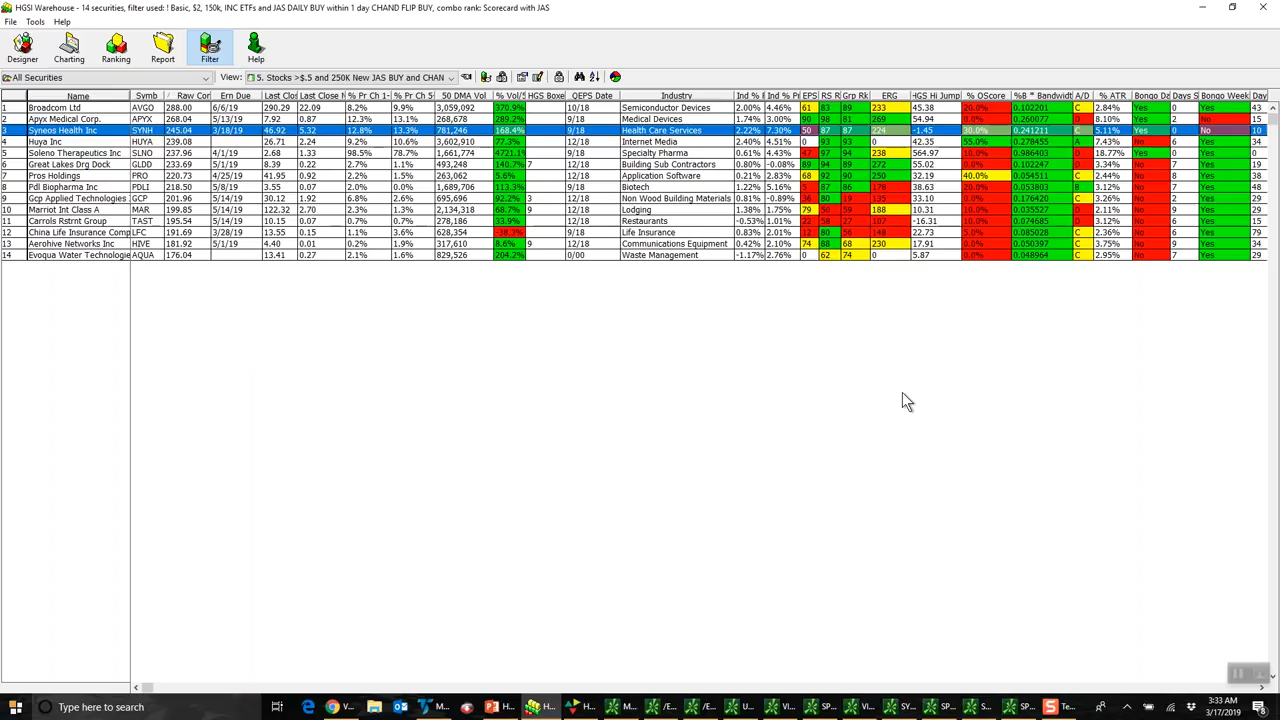 HGSI Warehouse - 14 securities, filter used: ! Basic, $2, 150k, INC ETFs and JAS DAILY BUY within 1 day CHAND FLIP BUY, combo rank: Scorecard with JAS
File Tools Help
Designer Charting Ranking Report Filter Help
All Securities View: 5. Stocks >$.5 and 250K New JAS BUY and CHAN
Name Symb Raw Cor Ern Due Last Clo Last Close % Pr Ch 1- % Pr Ch 5- 50 DMA Vol % Vol/5 HGS Boxe QEPS Date Industry Ind % Ind % P EPS RS R Grp Rk ERG HGS Hi Jump % OScore %B * Bandwidt A/D % ATR Bongo Da Days S Bongo Week Day
1 Broadcom Ltd AVGO 288.00 6/6/19 290.29 22.09 8.2% 9.9% 3,059,092 370.9% 10/18 Semiconductor Devices 2.00% 4.46% 61 83 89 233 45.38 20.0% 0.102201 C 2.84% Yes 0 Yes 43
2 Apyx Medical Corp. APYX 268.04 5/13/19 7.92 0.87 12.3% 10.6% 268,678 289.2% 9/18 Medical Devices 1.74% 3.00% 90 98 81 269 54.94 0.0% 0.260077 D 8.10% No 2 No 31
3 Syneos Health Inc SYNH 245.04 3/18/19 46.92 5.32 12.8% 13.3% 781,246 168.4% 9/18 Health Care Services 2.22% 7.30% 50 87 87 224 -1.45 30.0% 0.241211 C 5.11% Yes 0 No 10
4 Huya Inc HUYA 239.08 26.71 2.24 9.2% 10.6% 3,602,910 77.3% 12/18 Internet Media 2.40% 4.51% 0 93 93 0 42.35 55.0% 0.278455 A 7.43% No 6 Yes 34
5 Soleno Therapeutics Inc SLNO 237.96 4/1/19 2.68 1.33 98.5% 78.7% 1,661,774 4721.1 9/18 Specialty Pharma 0.61% 4.43% 47 97 94 238 564.97 10.0% 0.986403 D 18.77% Yes 0 No 0
6 Great Lakes Drg Dock GLDD 233.69 5/1/19 8.39 0.22 2.7% 1.1% 493,248 140.7% 7 12/18 Building Sub Contractors 0.80% -0.08% 89 94 89 272 55.02 0.0% 0.102247 D 3.34% No 7 Yes 19
7 Pros Holdings PRO 220.73 4/25/19 41.95 0.92 2.2% 1.6% 263,062 5.6% 12/18 Application Software 0.21% 2.83% 68 92 90 250 32.19 40.0% 0.054511 C 2.44% No 7 Yes 38
8 Pdl Biopharma Inc PDLI 218.50 5/8/19 3.55 0.07 2.0% 0.0% 1,689,706 113.3% 12/18 Biotech 1.22% 5.16% 5 87 86 178 38.63 20.0% 0.053803 B 3.12% No 7 Yes 48
9 Gcp Applied Technologies GCP 201.96 5/1/19 30.12 1.92 6.8% 2.6% 695,696 92.2% 3 12/18 Non Wood Building Materials 0.81% -0.89% 36 80 19 135 33.10 0.0% 0.176420 C 3.26% No 2 Yes 26
10 Marriot Int Class A MAR 199.85 5/14/19 122.32 2.70 2.3% 1.3% 2,134,318 68.7% 9 12/18 Lodging 1.38% 1.75% 79 50 59 188 10.31 0.0% 0.035527 D 2.01% No 9 Yes 29
11 Carrols Rstrnt Group TAST 195.54 5/14/19 10.15 0.07 0.7% 0.4% 278,186 33.9% 12/18 Restaurants -0.53% 1.01% 22 58 27 107 -16.31 10.0% 0.074685 D 3.12% No 6 Yes 15
12 China Life Insurance Comp LFC 191.69 3/28/19 13.55 0.15 1.1% 3.6% 628,354 -38.3% 9/18 Life Insurance 0.83% 2.01% 12 80 56 148 22.73 5.0% 0.085028 C 2.36% No 6 Yes 79
13 Aerohive Networks Inc HIVE 181.92 5/1/19 4.40 0.01 0.2% 1.9% 317,610 8.6% 9 12/18 Communications Equipment 0.42% 2.10% 74 88 68 230 17.91 0.0% 0.050397 C 3.75% No 9 Yes 34
14 Evoqua Water Technologie AQUA 176.04 13.41 0.27 2.1% 1.6% 829,526 204.2% 0/00 Waste Management -1.17% 2.76% 0 62 74 0 5.87 0.0% 0.048964 C 2.95% No 7 Yes 29
Type here to search V... M... H... H... H... M... /E... /E... U... Vi... SP... Vi... SY... SP... S... SP... Te... 3:33 AM
3/17/2019